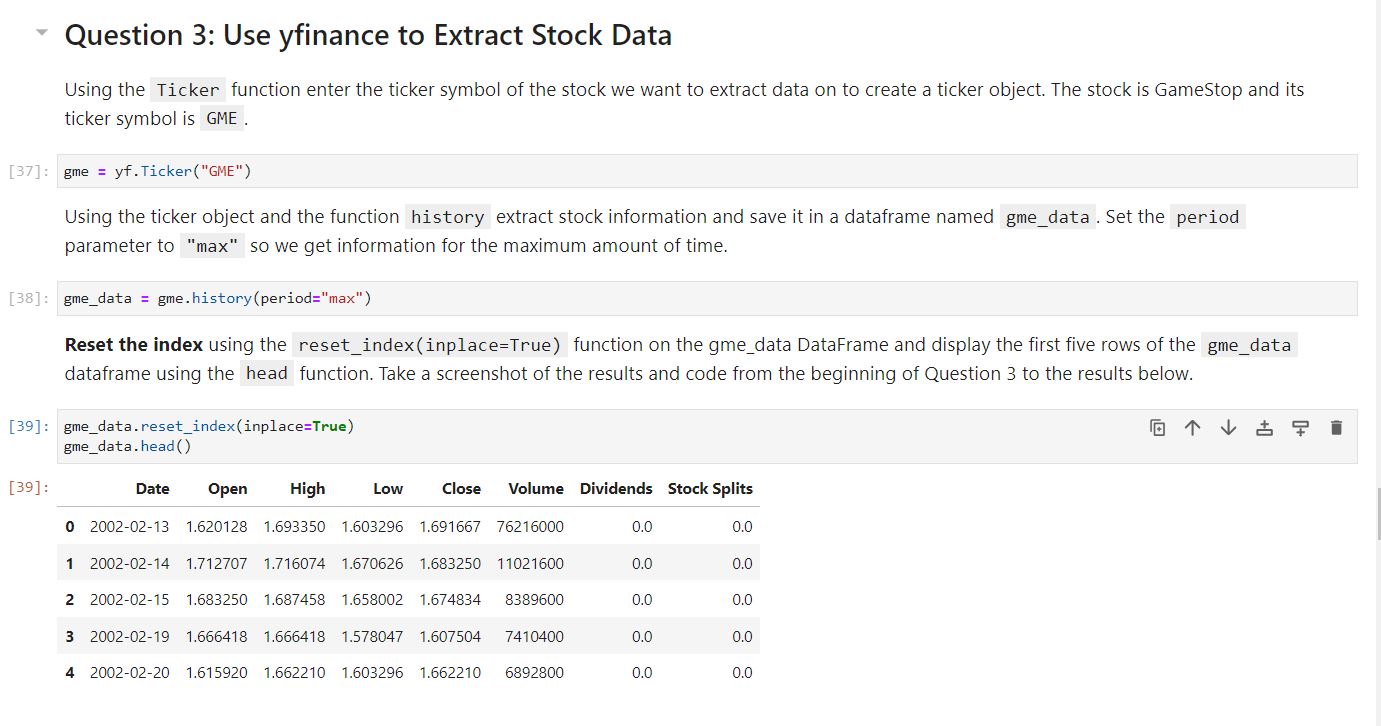 Question 3: Use yfinance to Extract Stock Data
Using the Ticker function enter the ticker symbol of the stock we want to extract data on to create a ticker object. The stock is GameStop and its
ticker symbol is GME .
[37]: gme = yf.Ticker("GME")
Using the ticker object and the function history extract stock information and save it in a dataframe named gme_data . Set the period
parameter to "max" so we get information for the maximum amount of time.
[38]: gme_data = gme.history(period="max")
Reset the index using the reset_index(inplace=True) function on the gme_data DataFrame and display the first five rows of the gme_data
dataframe using the head function. Take a screenshot of the results and code from the beginning of Question 3 to the results below.
[39]: gme_data.reset_index(inplace=True)
gme_data.head()
[39]: Date Open High Low Close Volume Dividends Stock Splits
0 2002-02-13 1.620128 1.693350 1.603296 1.691667 76216000 0.0 0.0
1 2002-02-14 1.712707 1.716074 1.670626 1.683250 11021600 0.0 0.0
2 2002-02-15 1.683250 1.687458 1.658002 1.674834 8389600 0.0 0.0
3 2002-02-19 1.666418 1.666418 1.578047 1.607504 7410400 0.0 0.0
4 2002-02-20 1.615920 1.662210 1.603296 1.662210 6892800 0.0 0.0